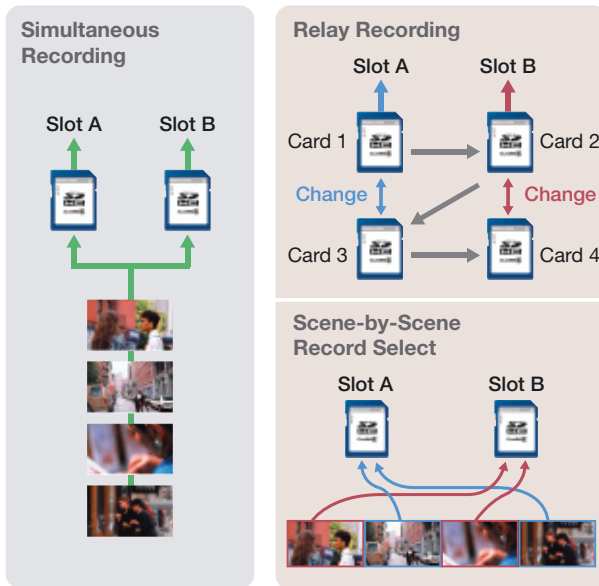 Simultaneous
Recording
Slot A
Slot B
Relay Recording
Slot A
Slot B
Card 1
Card 2
Change
Change
Card 3
Card 4
Scene-by-Scene
Record Select
Slot A
Slot B